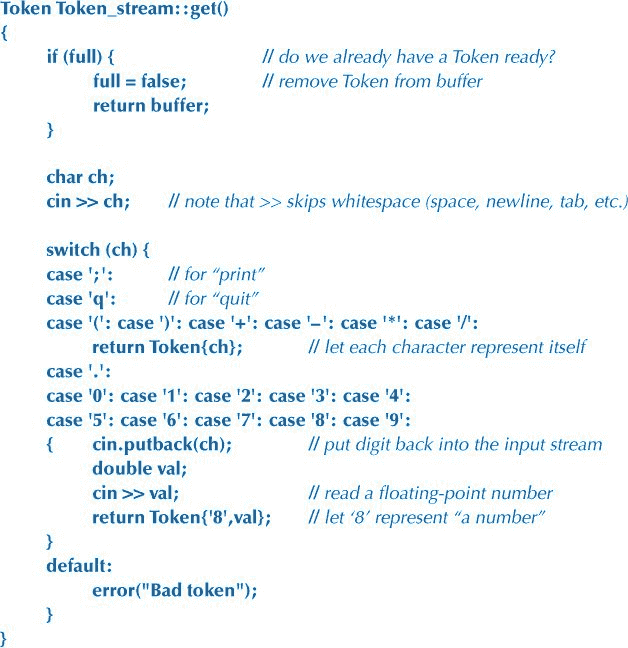 Token Token_stream::get()
{
if (full) { // do we already have a Token ready?
full = false; // remove Token from buffer
return buffer;
}
char ch;
cin >> ch; // note that >> skips whitespace (space, newline, tab, etc.)
switch (ch) {
case ';': // for “print”
case 'q': // for “quit”
case '(': case ')': case '+': case '–': case '*': case '/':
return Token{ch}; // let each character represent itself
case '.':
case '0': case '1': case '2': case '3': case '4':
case '5': case '6': case '7': case '8': case '9':
{ cin.putback(ch); // put digit back into the input stream
double val;
cin >> val; // read a floating-point number
return Token{'8',val}; // let ‘8’ represent “a number”
}
default:
error("Bad token");
}
}